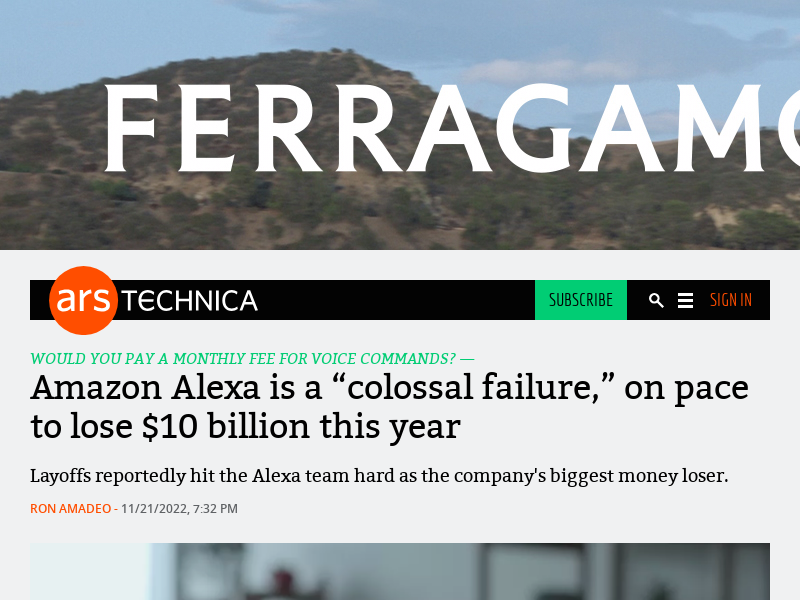 FERRAGAMO
ars TECHNICA
SUBSCRIBE
SIGN IN
WOULD YOU PAY A MONTHLY FEE FOR VOICE COMMANDS? —
Amazon Alexa is a “colossal failure,” on pace
to lose $10 billion this year
Layoffs reportedly hit the Alexa team hard as the company's biggest money loser.
RON AMADEO - 11/21/2022, 7:32 PM